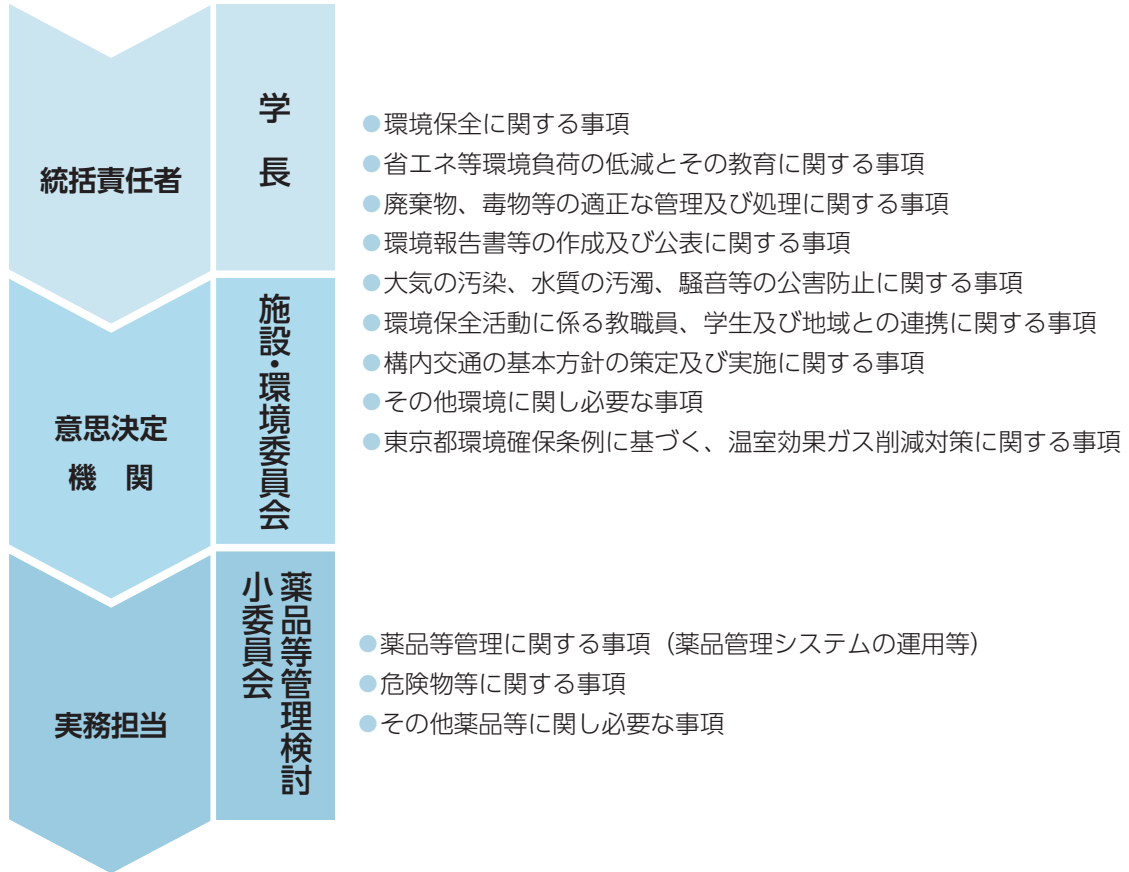 統括責任者
学長
●環境保全に関する事項
●省エネ等環境負荷の低減とその教育に関する事項
●廃棄物、毒物等の適正な管理及び処理に関する事項
●環境報告書等の作成及び公表に関する事項
●大気の汚染、水質の汚濁、騒音等の公害防止に関する事項
●環境保全活動に係る教職員、学生及び地域との連携に関する事項
●構内交通の基本方針の策定及び実施に関する事項
●その他環境に関し必要な事項
●東京都環境確保条例に基づく、温室効果ガス削減対策に関する事項
意思決定
機　関
施設・環境委員会
実務担当
薬品等管理検討
小委員会
●薬品等管理に関する事項（薬品管理システムの運用等）
●危険物等に関する事項
●その他薬品等に関し必要な事項